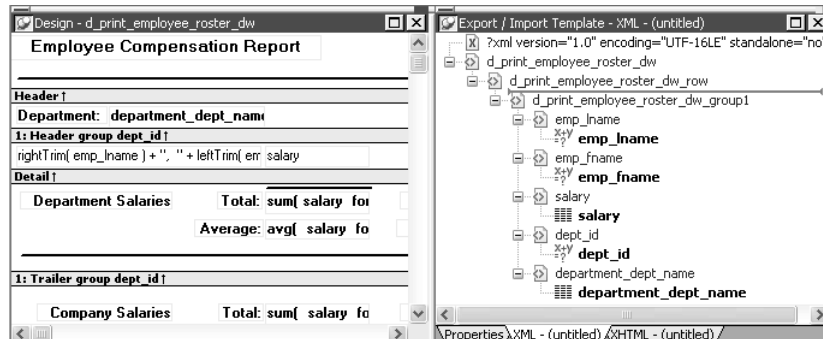 Design - d_print_employee_roster_dw
Employee Compensation Report
Header ↑
Department: department_dept_name
1: Header group dept_id ↑
rightTrim( emp_lname ) + ", " + leftTrim( em salary
Detail ↑
Department Salaries Total: sum( salary for
Average: avg( salary fo
1: Trailer group dept_id ↑
Company Salaries Total: sum( salary fo
Export / Import Template - XML - (untitled)
?xml version="1.0" encoding="UTF-16LE" standalone="no
d_print_employee_roster_dw
d_print_employee_roster_dw_row
d_print_employee_roster_dw_group1
emp_lname
emp_lname
emp_fname
emp_fname
salary
salary
dept_id
dept_id
department_dept_name
department_dept_name
Properties XML - (untitled) XHTML - (untitled)